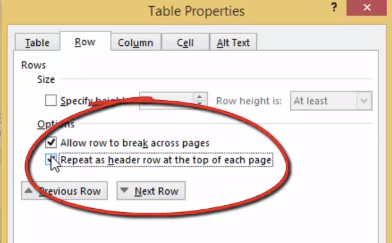 Table Properties ? ×
Table Row Column Cell Alt Text
Rows
Size
Specify height: Row height is: At least
Options
Allow row to break across pages
Repeat as header row at the top of each page
Previous Row Next Row